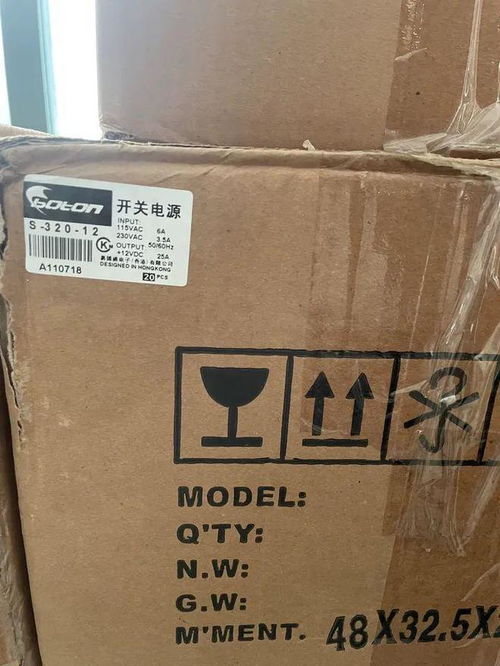 Goton 开关电源
S-320-12
INPUT:
115VAC 6A
230VAC 3.5A
OUTPUT: 50/60Hz
+12VDC 25A
DESIGNED IN HONGKONG
A110718
20 PCS
MODEL:
Q'TY:
N.W:
G.W:
M'MENT. 48X32.5X